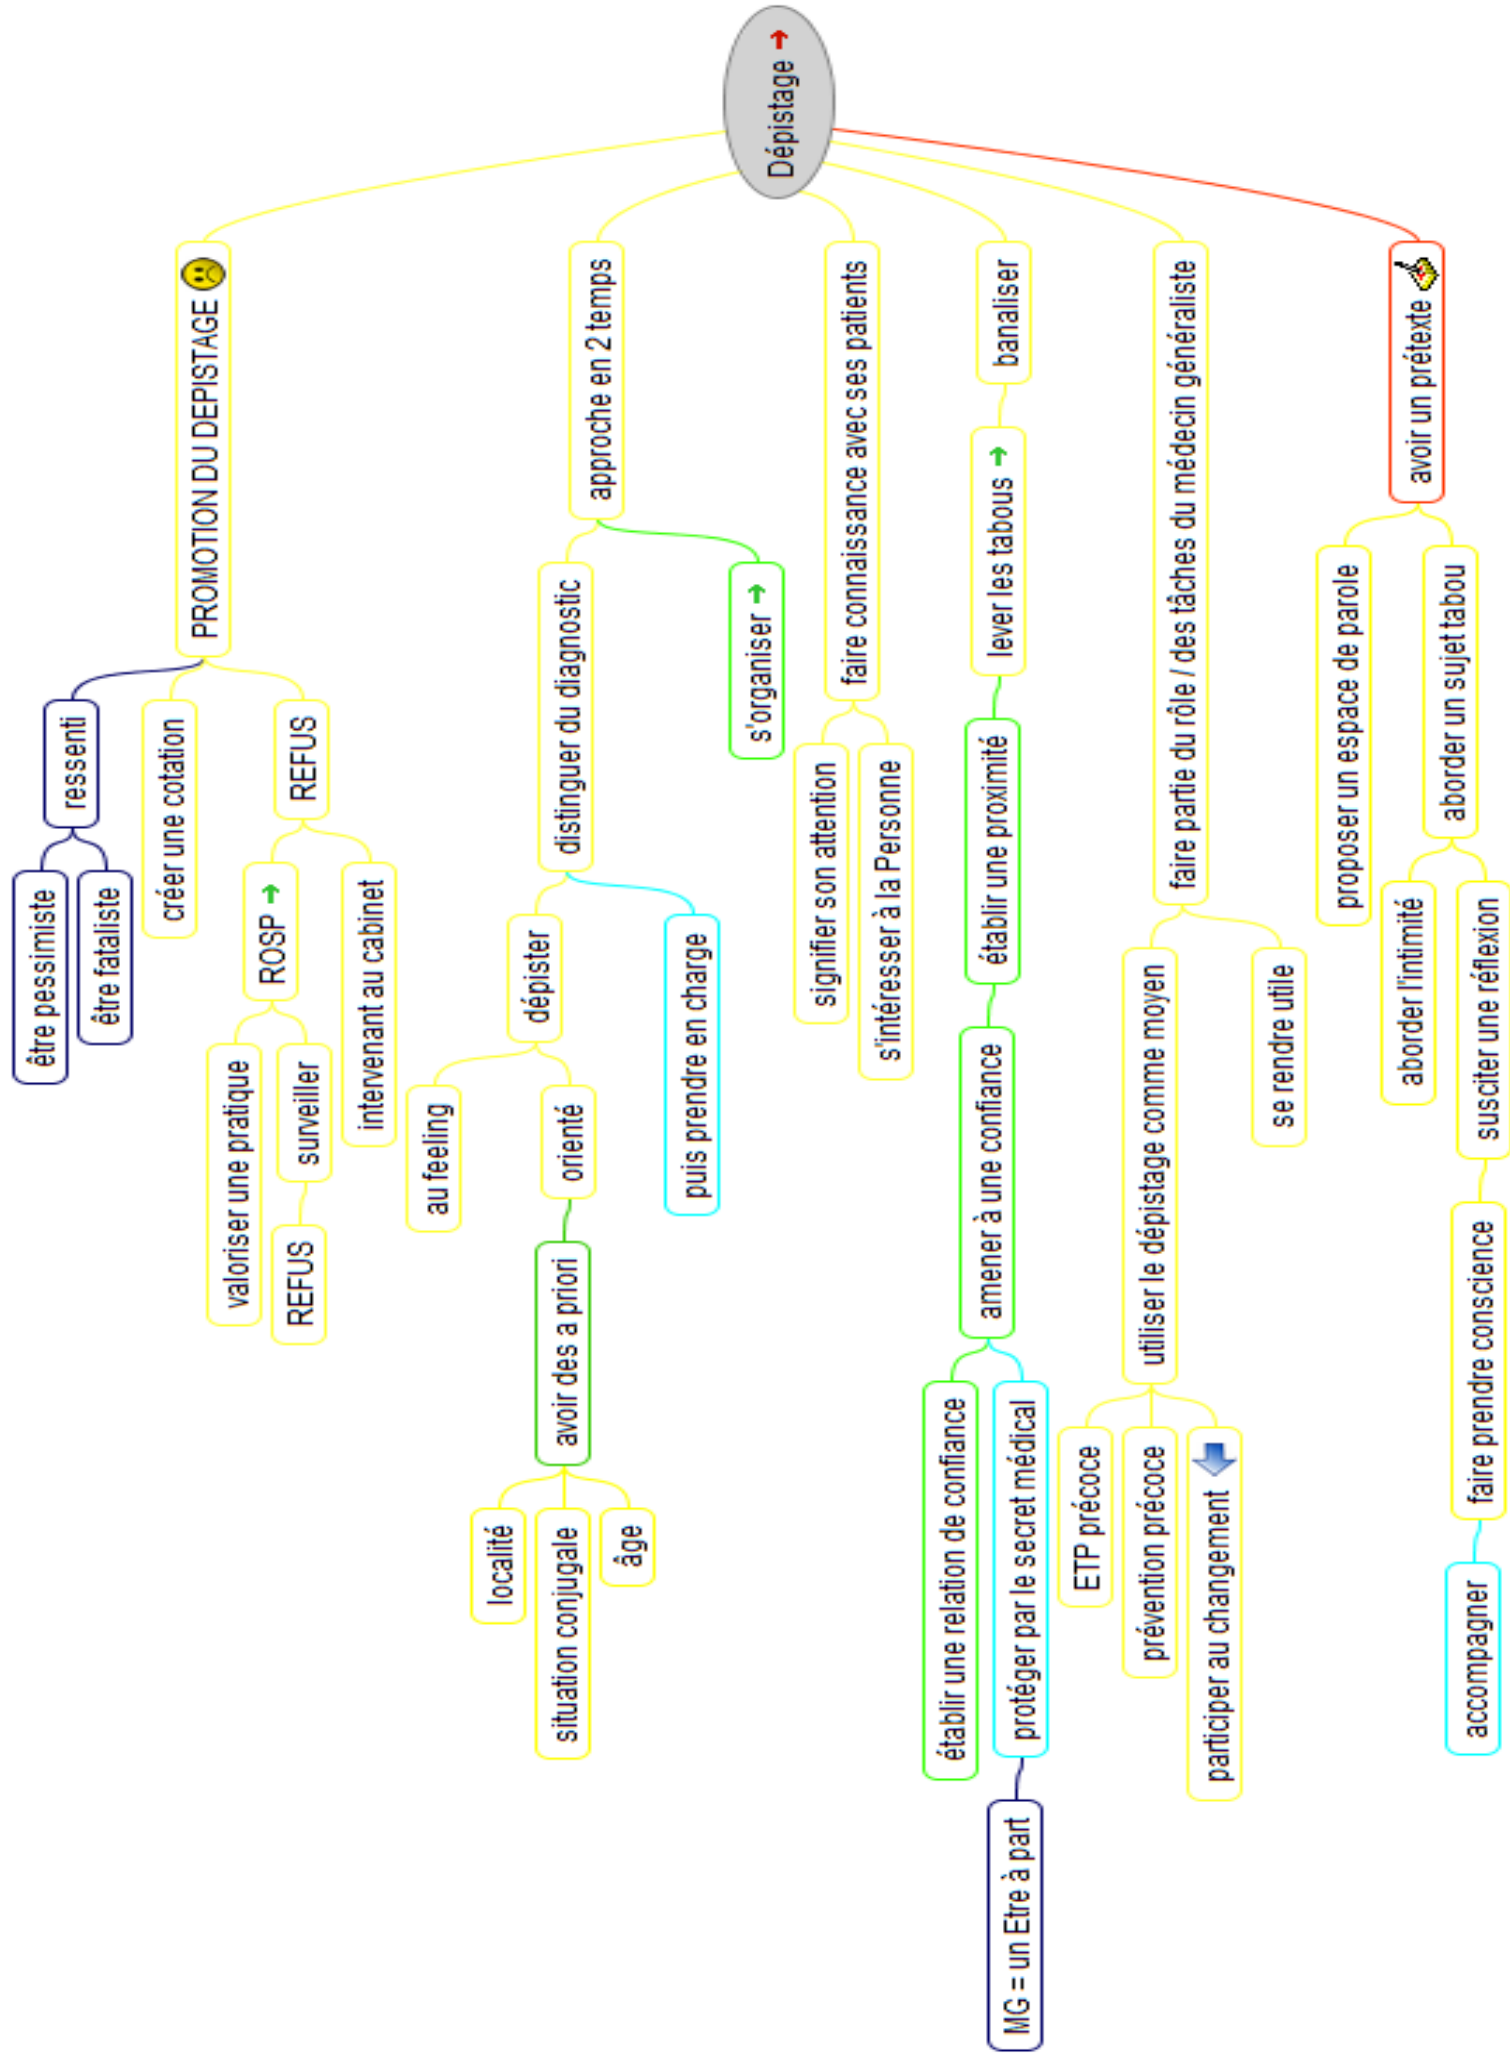 Dépistage
PROMOTION DU DEPISTAGE
ressenti
être pessimiste
être fataliste
créer une cotation
REFUS
ROSP
valoriser une pratique
surveiller
REFUS
intervenant au cabinet
approche en 2 temps
distinguer du diagnostic
dépister
au feeling
orienté
avoir des a priori
localité
situation conjugale
âge
puis prendre en charge
s'organiser
faire connaissance avec ses patients
signifier son attention
s'intéresser à la Personne
banaliser
lever les tabous
établir une proximité
amener à une confiance
établir une relation de confiance
protéger par le secret médical
MG = un Etre à part
faire partie du rôle / des tâches du médecin généraliste
utiliser le dépistage comme moyen
ETP précoce
prévention précoce
participer au changement
se rendre utile
avoir un prétexte
proposer un espace de parole
aborder un sujet tabou
aborder l'intimité
susciter une réflexion
faire prendre conscience
accompagner